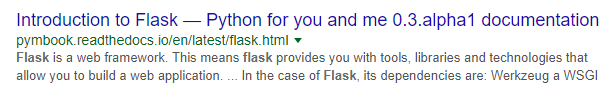 Introduction to Flask — Python for you and me 0.3.alpha1 documentation
pymbook.readthedocs.io/en/latest/flask.html
Flask is a web framework. This means flask provides you with tools, libraries and technologies that
allow you to build a web application. ... In the case of Flask, its dependencies are: Werkzeug a WSGI